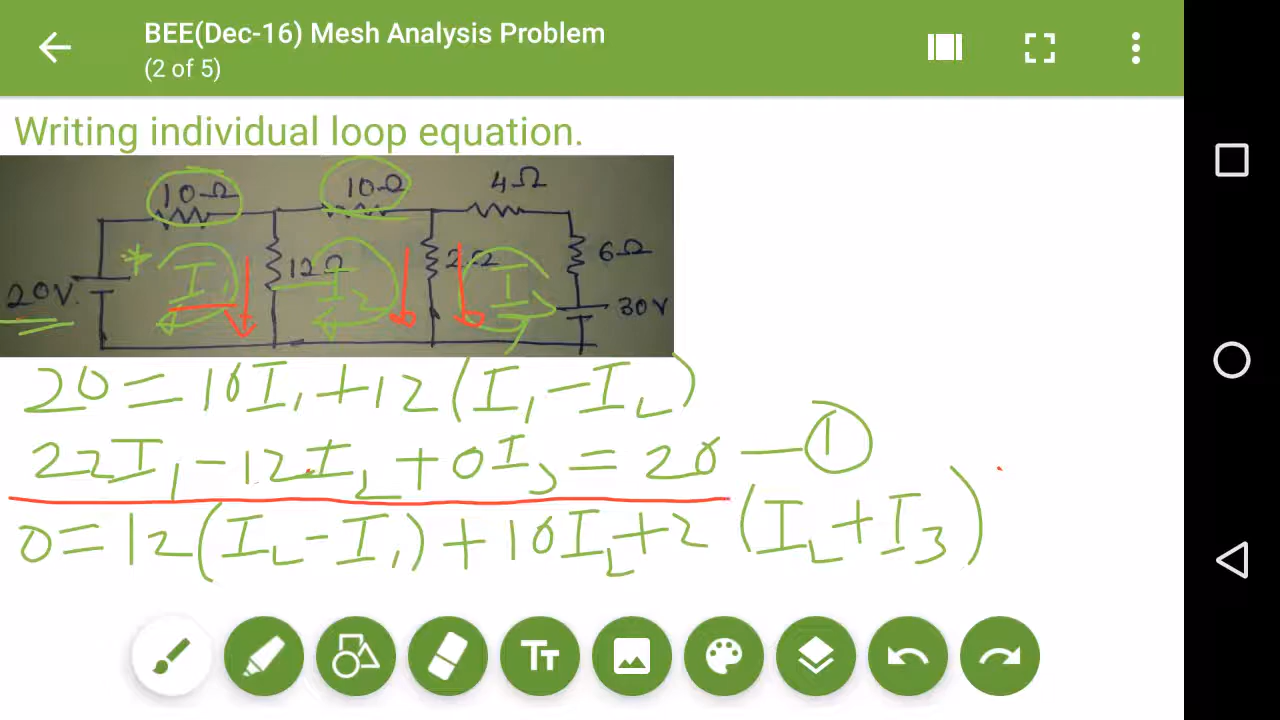 BEE(Dec-16) Mesh Analysis Problem
(2 of 5)
Writing individual loop equation.
10Ω 10Ω 4Ω
12Ω 2Ω 6Ω
I1 I2 I3
20V. 30V
20 = 10I1 + 12(I1 - I2)
22I1 - 12I2 + 0I3 = 20 — 1
0 = 12(I2 - I1) + 10I2 + 2(I2 + I3)
TT